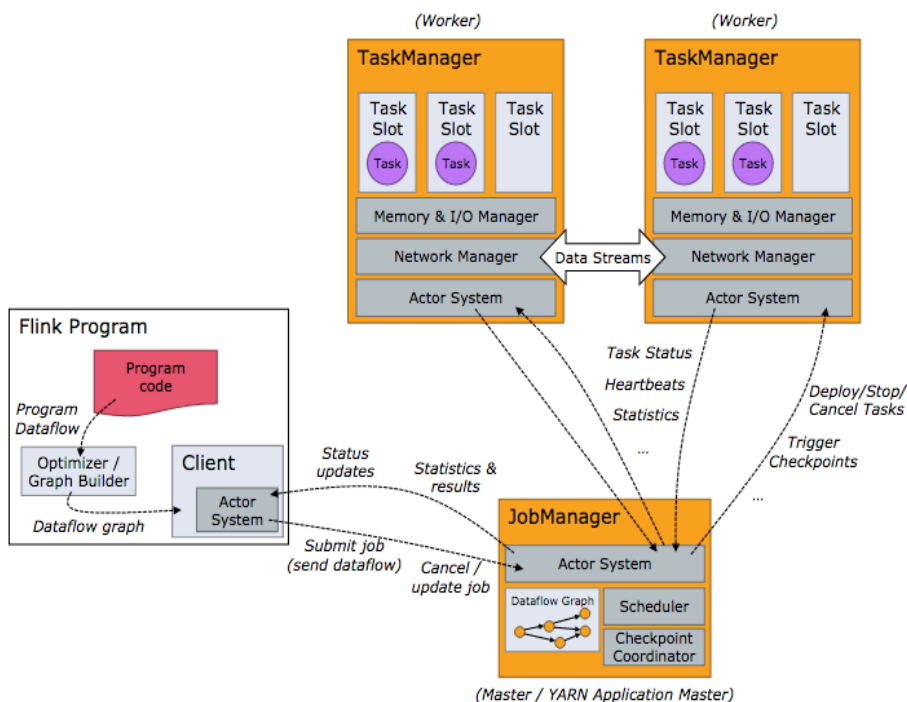 (Worker)
(Worker)
TaskManager
TaskManager
Task
Slot
Task
Slot
Task
Slot
Task
Slot
Task
Slot
Task
Slot
Task
Task
Task
Task
Memory & I/O Manager
Memory & I/O Manager
Network Manager
Data Streams
Network Manager
Actor System
Actor System
Flink Program
Program
code
Program
Dataflow
Optimizer /
Graph Builder
Dataflow graph
Client
Actor
System
Status
updates
Statistics &
results
Submit job
(send dataflow)
Cancel /
update job
Task Status
Heartbeats
Statistics
...
Deploy/Stop/
Cancel Tasks
Trigger
Checkpoints
...
JobManager
Actor System
Dataflow Graph
Scheduler
Checkpoint
Coordinator
(Master / YARN Application Master)